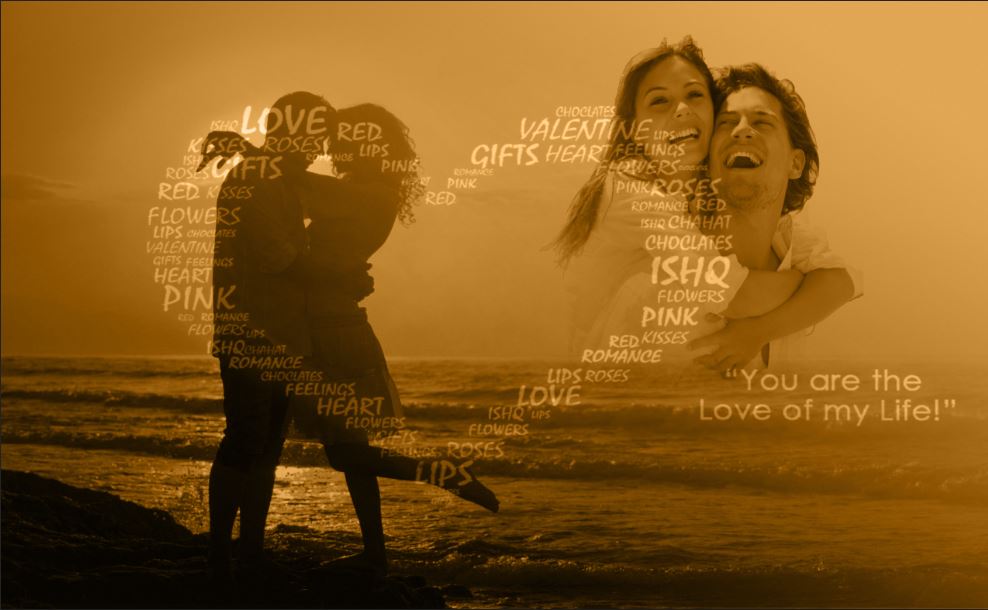 LOVE
ISHQ
KISSES ROSES
RED
LIPS
ISHQ
ROMANCE
ROSES GIFTS
PINK
RED KISSES
HEART
ROMANCE
PINK
RED
FLOWERS
LIPS CHOCLATES
VALENTINE
GIFTS FEELINGS
HEART
PINK
RED ROMANCE
FLOWERS LIPS
ISHQ CHAHAT
ROMANCE
CHOCLATES
FEELINGS
HEART
FLOWERS
GIFTS
FEELINGS ROSES
LIPS
CHOCLATES
VALENTINE LIPS
GIFTS HEART FEELINGS
FLOWERS
PINK ROSES
ROMANCE RED
ISHQ CHAHAT
CHOCLATES
ISHQ
FLOWERS
PINK
RED KISSES
ROMANCE
LIPS ROSES
LOVE
ISHQ LIPS
FLOWERS
“You are the
Love of my Life!”